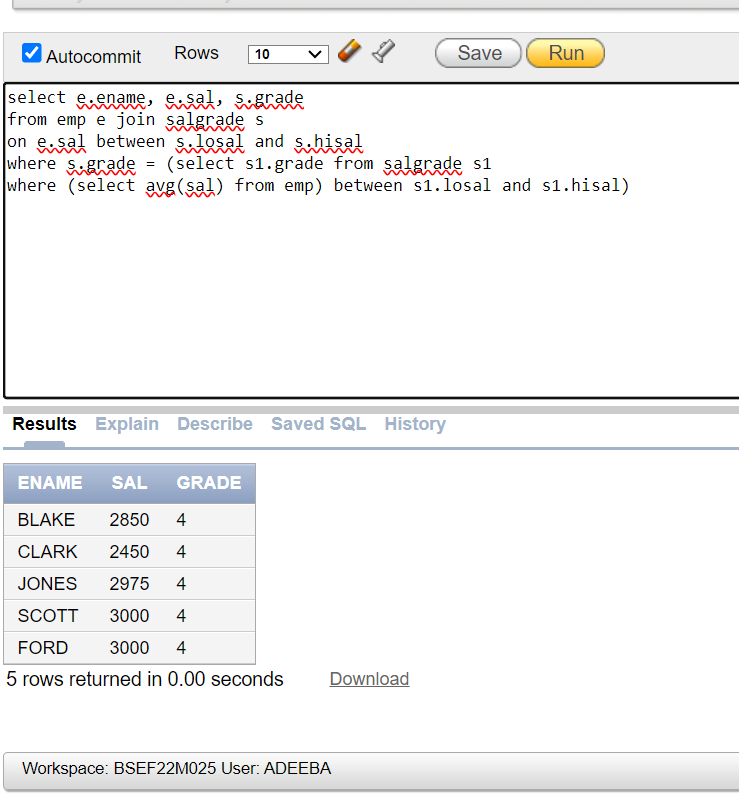 Autocommit Rows 10 Save Run
select e.ename, e.sal, s.grade
from emp e join salgrade s
on e.sal between s.losal and s.hisal
where s.grade = (select s1.grade from salgrade s1
where (select avg(sal) from emp) between s1.losal and s1.hisal)
Results Explain Describe Saved SQL History
ENAME SAL GRADE
BLAKE 2850 4
CLARK 2450 4
JONES 2975 4
SCOTT 3000 4
FORD 3000 4
5 rows returned in 0.00 seconds Download
Workspace: BSEF22M025 User: ADEEBA